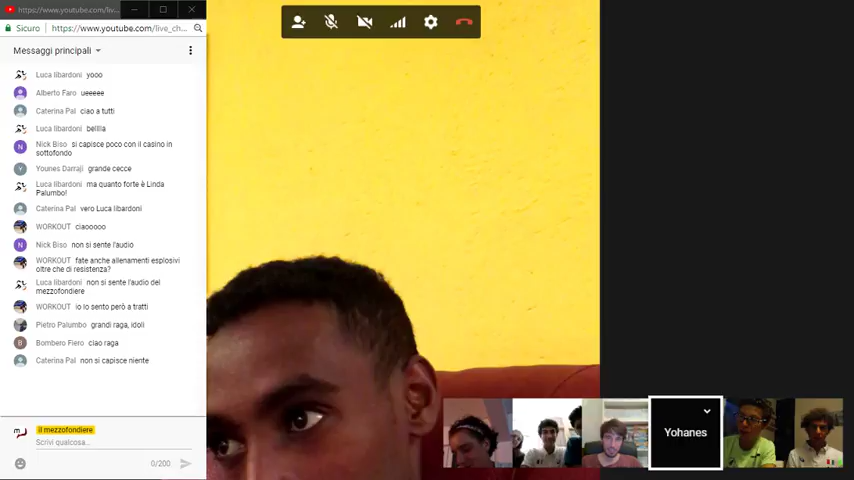 https://www.youtube.com/live_...
Sicuro
https://www.youtube.com/live_ch...
Messaggi principali
Luca libardoni yooo
Alberto Faro ueeeee
Caterina Pal ciao a tutti
Luca libardoni bellla
Nick Biso si capisce poco con il casino in
sottofondo
Younes Darraji grande cecce
Luca libardoni ma quanto forte è Linda
Palumbo!
Caterina Pal vero Luca libardoni
WORKOUT ciaooooo
Nick Biso non si sente l'audio
WORKOUT fate anche allenamenti esplosivi
oltre che di resistenza?
Luca libardoni non si sente l'audio del
mezzofondiere
WORKOUT io lo sento però a tratti
Pietro Palumbo grandi raga, idoli
Bombero Fiero ciao raga
Caterina Pal non si capisce niente
il mezzofondiere
Scrivi qualcosa...
0/200
Yohanes